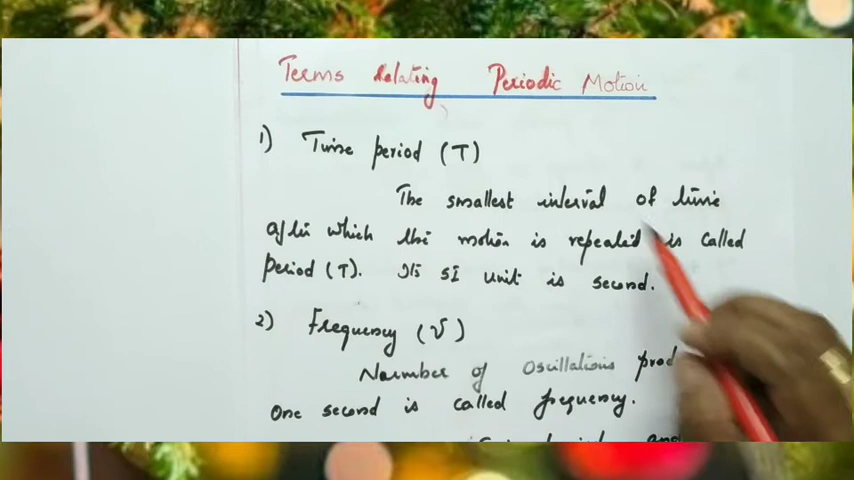 Terms Relating Periodic Motion
1) Time period (T)
The smallest interval of time
after which the motion is repeated is called
period (T). Its SI unit is second.
2) Frequency (ν)
Number of Oscillations prod
One second is called frequency.
and